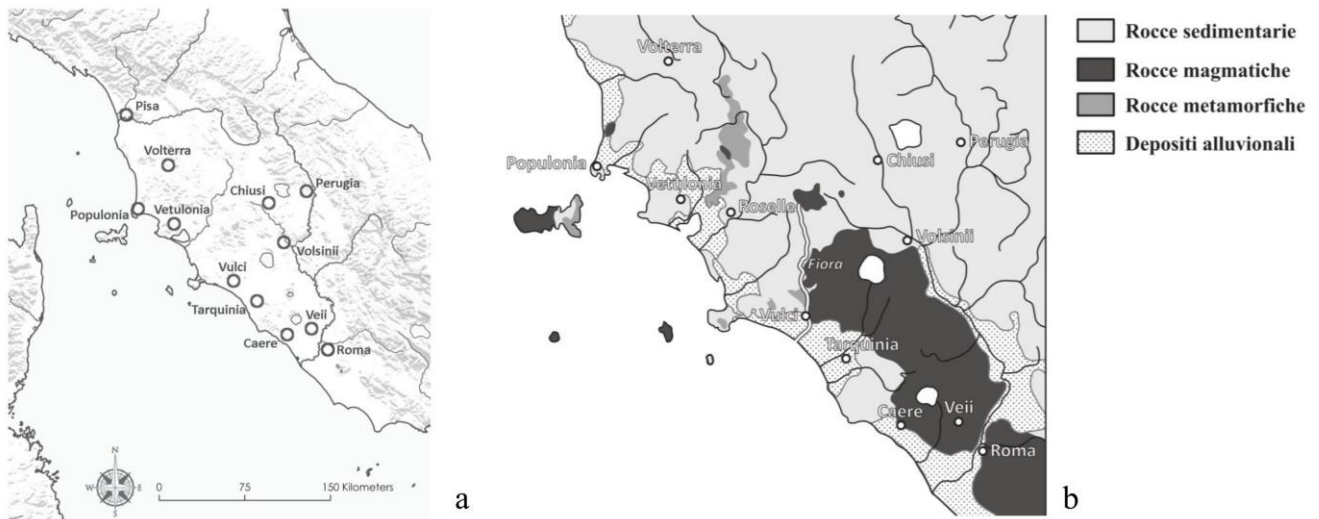 Pisa
Volterra
Chiusi
Perugia
Populonia
Vetulonia
Volsinii
Vulci
Tarquinia
Veii
Caere
Roma
N
W
E
S
0 75 150 Kilometers
a
Volterra
Perugia
Chiusi
Populonia
Vetulonia
Roselle
Volsinii
Fiora
Vulci
Tarquinia
Caere
Veii
Roma
b
Rocce sedimentarie
Rocce magmatiche
Rocce metamorfiche
Depositi alluvionali